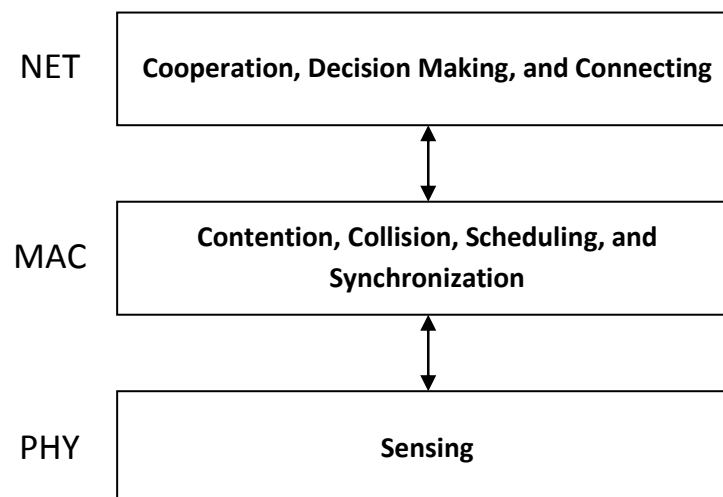 NET
Cooperation, Decision Making, and Connecting
MAC
Contention, Collision, Scheduling, and
Synchronization
PHY
Sensing